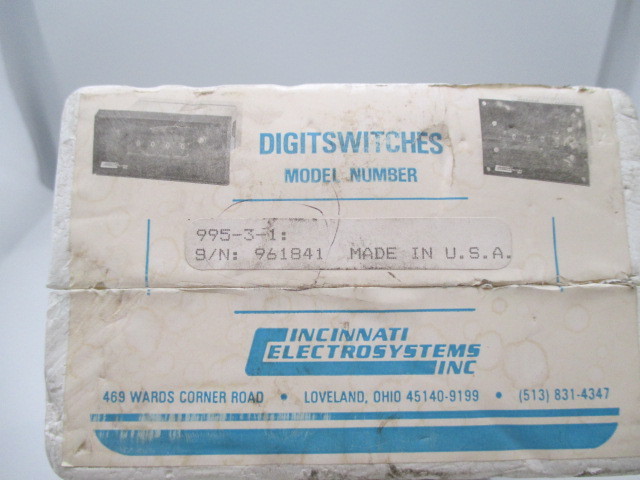 DIGITSWITCHES
MODEL NUMBER
995-3-1:
S/N: 961841 MADE IN U.S.A.
CINCINNATI
ELECTROSYSTEMS
INC
469 WARDS CORNER ROAD • LOVELAND, OHIO 45140-9199 • (513) 831-4347